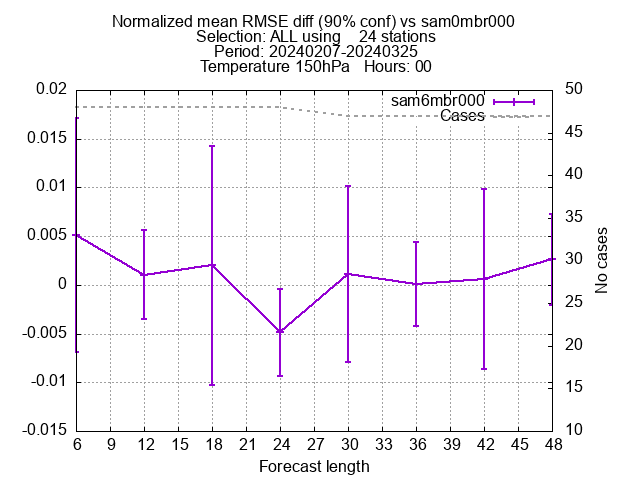 Normalized mean RMSE diff (90% conf) vs sam0mbr000
Selection: ALL using    24 stations
Period: 20240207-20240325
Temperature 150hPa   Hours: 00
sam6mbr000
Cases
0.02
0.015
0.01
0.005
0
-0.005
-0.01
-0.015
50
45
40
35
30
25
20
15
10
No cases
6 9 12 15 18 21 24 27 30 33 36 39 42 45 48
Forecast length